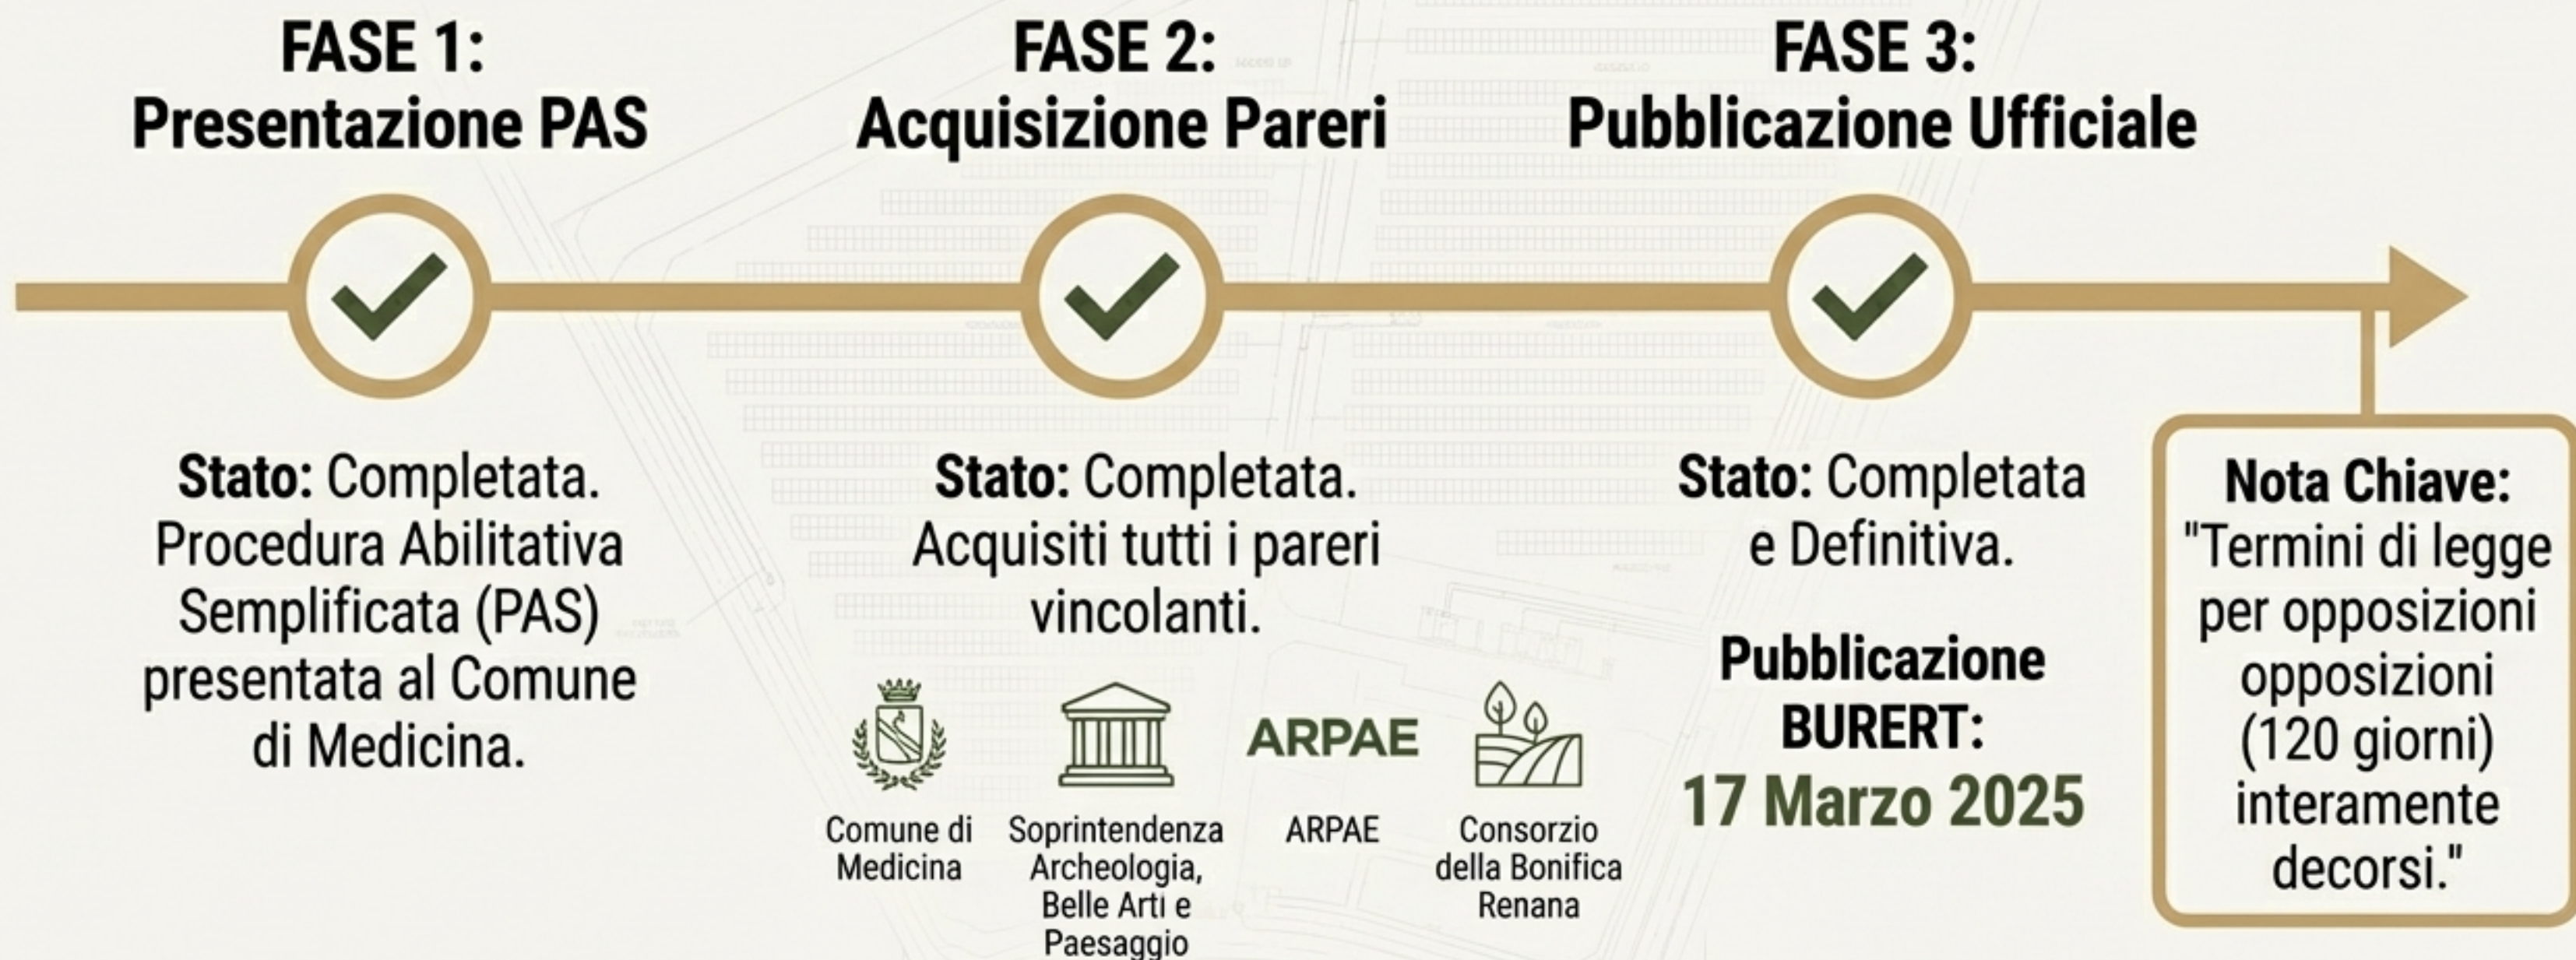 FASE 1:
Presentazione PAS
Stato: Completata.
Procedura Abilitativa
Semplificata (PAS)
presentata al Comune
di Medicina.
FASE 2:
Acquisizione Pareri
Stato: Completata.
Acquisiti tutti i pareri
vincolanti.
Comune di
Medicina
Soprintendenza
Archeologia,
Belle Arti e
Paesaggio
ARPAE
ARPAE
Consorzio
della Bonifica
Renana
FASE 3:
Pubblicazione Ufficiale
Stato: Completata
e Definitiva.
Pubblicazione
BURERT:
17 Marzo 2025
Nota Chiave:
"Termini di legge
per opposizioni
opposizioni
(120 giorni)
interamente
decorsi."